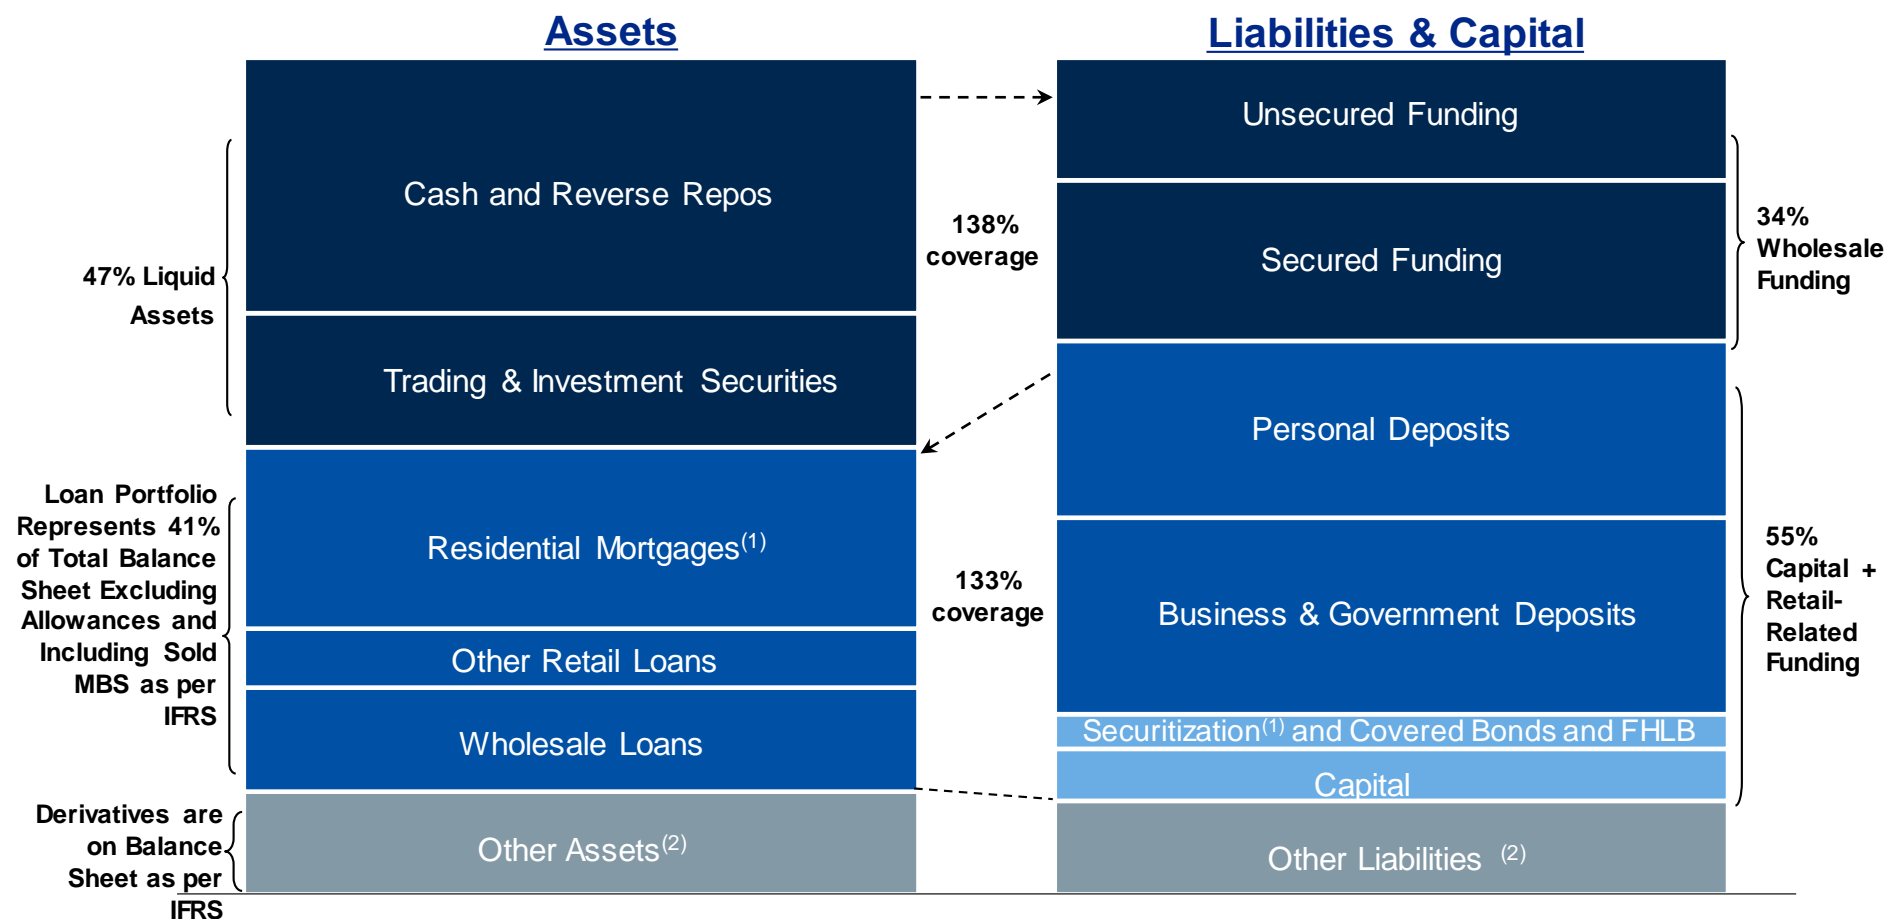 Assets
Liabilities & Capital
Cash and Reverse Repos
Trading & Investment Securities
47% Liquid
Assets
Residential Mortgages(1)
Other Retail Loans
Wholesale Loans
Loan Portfolio
Represents 41%
of Total Balance
Sheet Excluding
Allowances and
Including Sold
MBS as per
IFRS
Other Assets(2)
Derivatives are
on Balance
Sheet as per
IFRS
138%
coverage
133%
coverage
Unsecured Funding
Secured Funding
34%
Wholesale
Funding
Personal Deposits
Business & Government Deposits
Securitization(1) and Covered Bonds and FHLB
Capital
55%
Capital +
Retail-
Related
Funding
Other Liabilities (2)